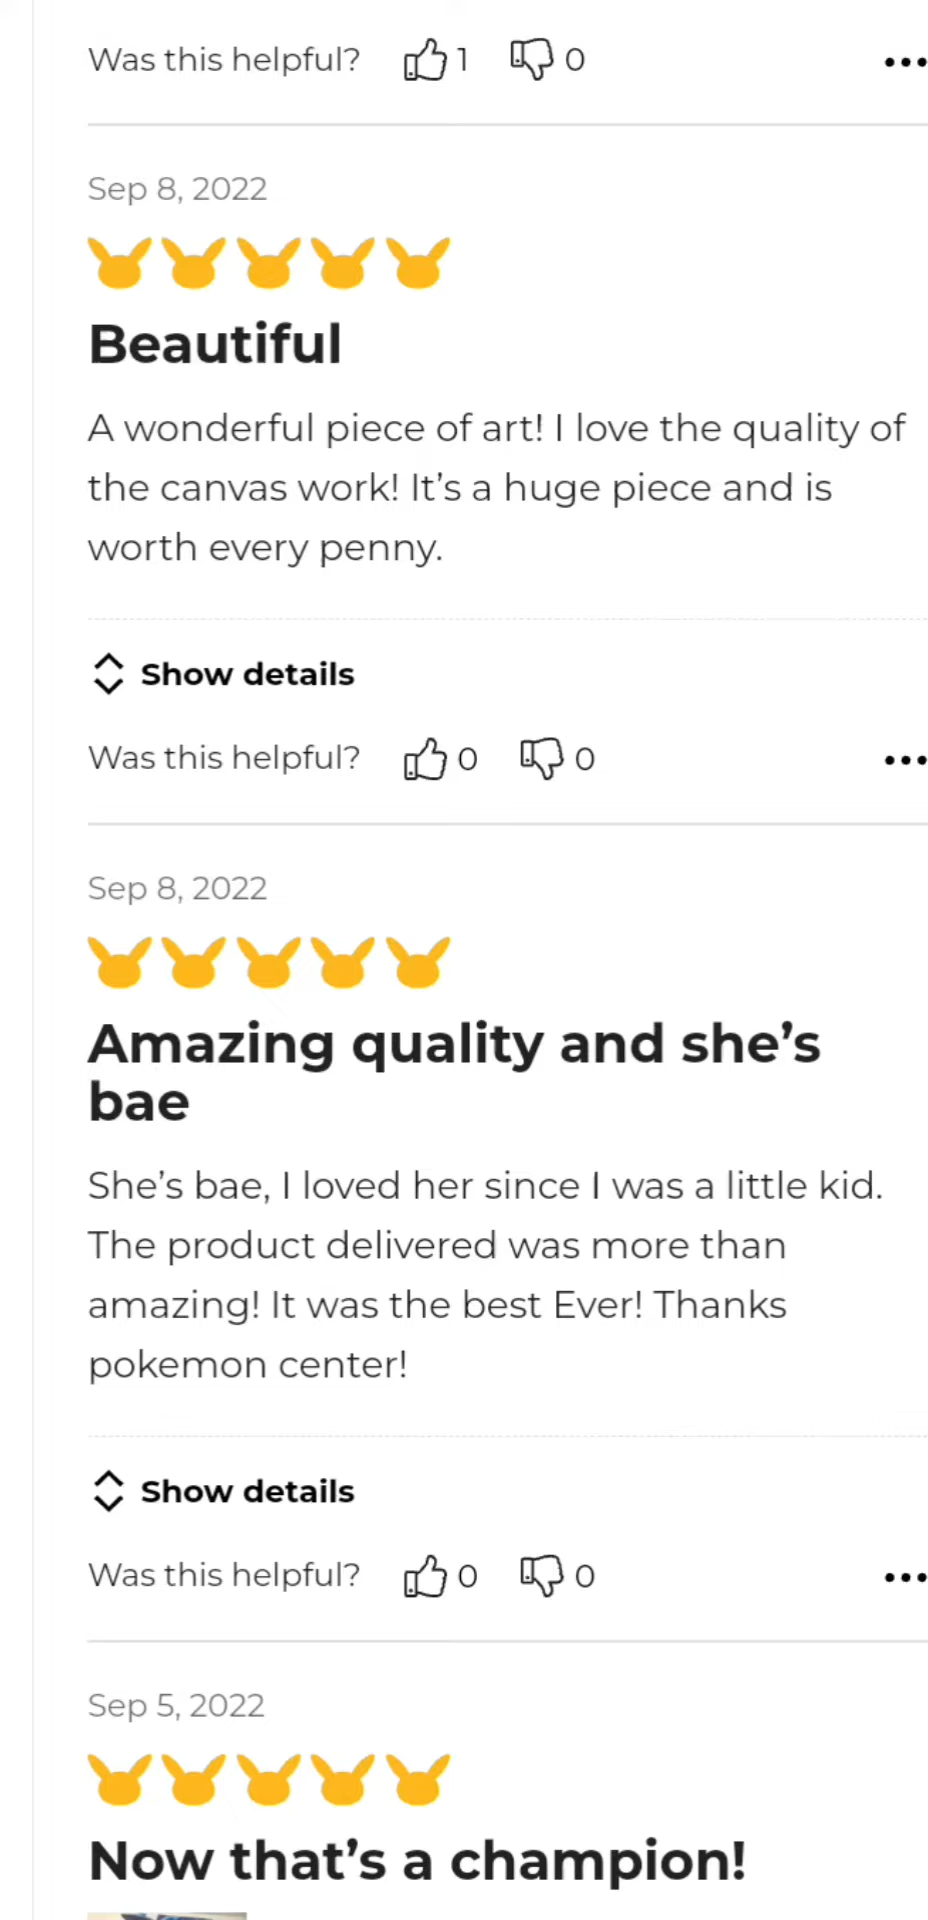 Was this helpful? 1 0
Sep 8, 2022
Beautiful
A wonderful piece of art! I love the quality of
the canvas work! It’s a huge piece and is
worth every penny.
Show details
Was this helpful? 0 0
Sep 8, 2022
Amazing quality and she’s
bae
She’s bae, I loved her since I was a little kid.
The product delivered was more than
amazing! It was the best Ever! Thanks
pokemon center!
Show details
Was this helpful? 0 0
Sep 5, 2022
Now that’s a champion!